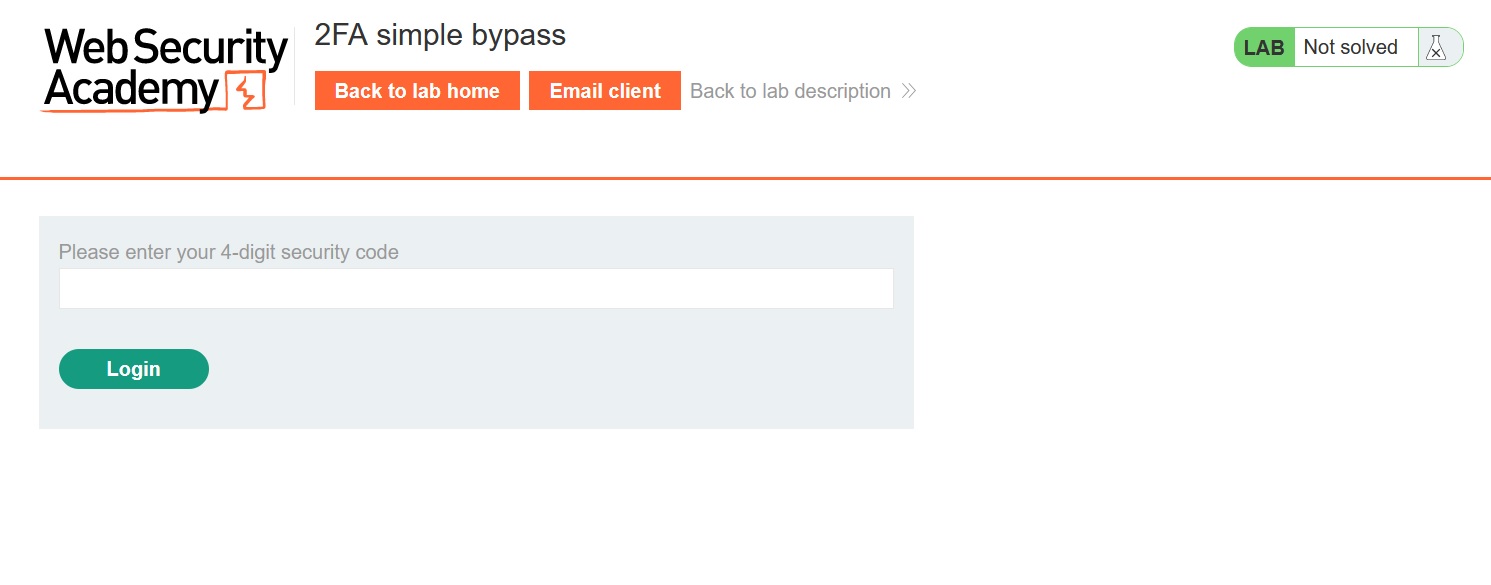 Web Security
Academy
2FA simple bypass
Back to lab home
Email client
Back to lab description
LAB
Not solved
Please enter your 4-digit security code
Login